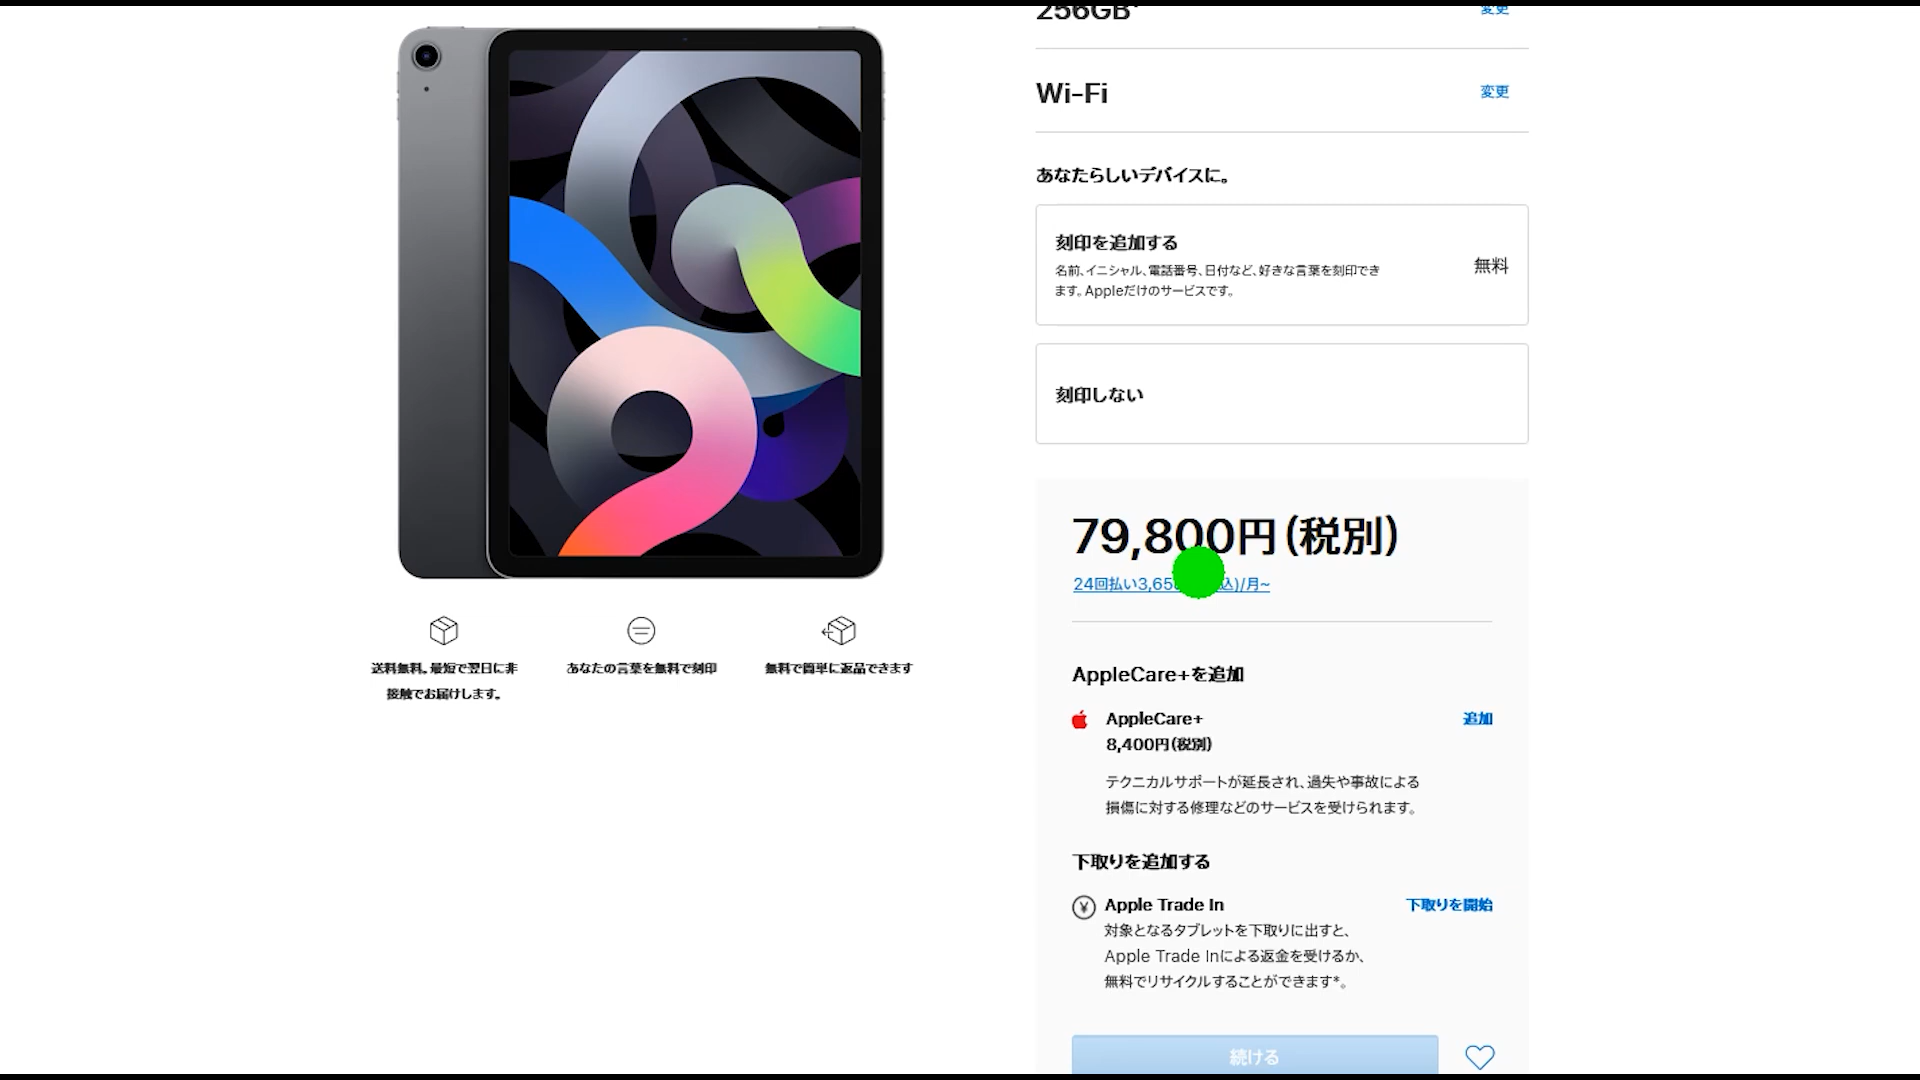 256GB
変更
Wi-Fi
変更
あなたらしいデバイスに。
刻印を追加する
名前、イニシャル、電話番号、日付など、好きな言葉を刻印でき
ます。Appleだけのサービスです。
無料
刻印しない
79,800円(税別)
24回払い3,65 込)/月~
AppleCare+を追加
AppleCare+
追加
8,400円(税別)
テクニカルサポートが延長され、過失や事故による
損傷に対する修理などのサービスを受けられます。
下取りを追加する
Apple Trade In
下取りを開始
対象となるタブレットを下取りに出すと、
Apple Trade Inによる返金を受けるか、
無料でリサイクルすることができます*。
続ける
送料無料。最短で翌日に非
接触でお届けします。
あなたの言葉を無料で刻印
無料で簡単に返品できます